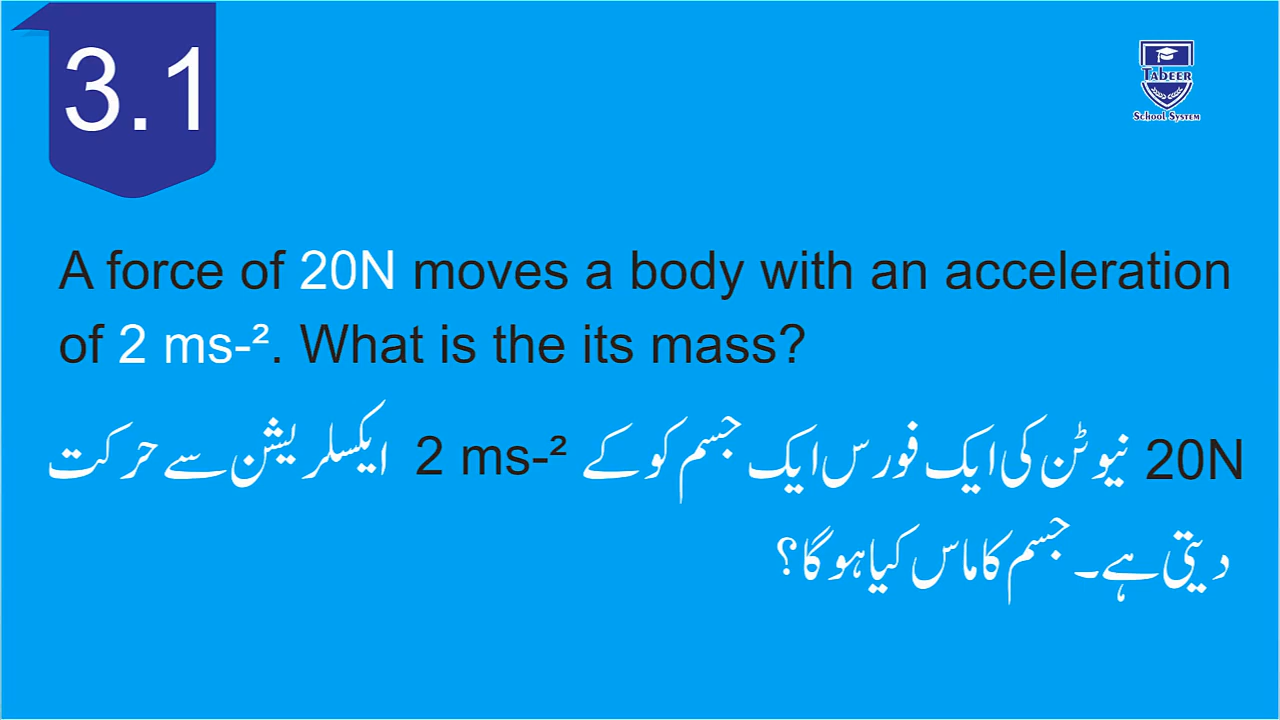 3.1
Tabeer
School System
A force of 20N moves a body with an acceleration
of 2 ms-². What is the its mass?
20N نیوٹن کی ایک فورس ایک جسم کو کے 2 ms-² ایکسلریشن سے حرکت
دیتی ہے۔ جسم کا ماس کیا ہو گا؟